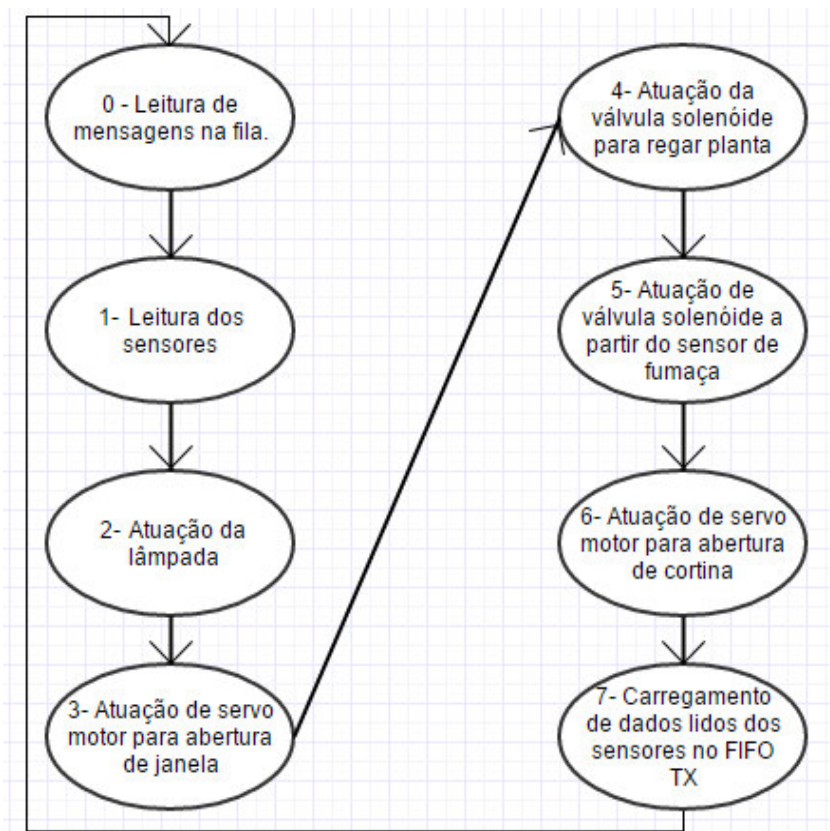 0 - Leitura de
mensagens na fila.
1- Leitura dos
sensores
2- Atuação da
lâmpada
3- Atuação de servo
motor para abertura
de janela
4- Atuação da
válvula solenóide
para regar planta
5- Atuação de
válvula solenóide a
partir do sensor de
fumaça
6- Atuação de servo
motor para abertura
de cortina
7- Carregamento
de dados lidos dos
sensores no FIFO
TX